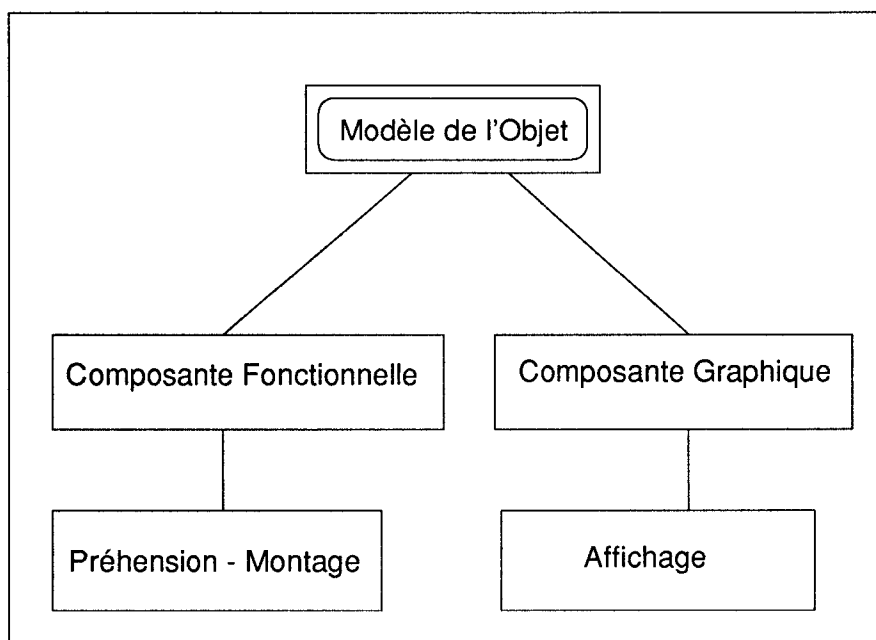 Modèle de l'Objet
Composante Fonctionnelle
Composante Graphique
Préhension - Montage
Affichage